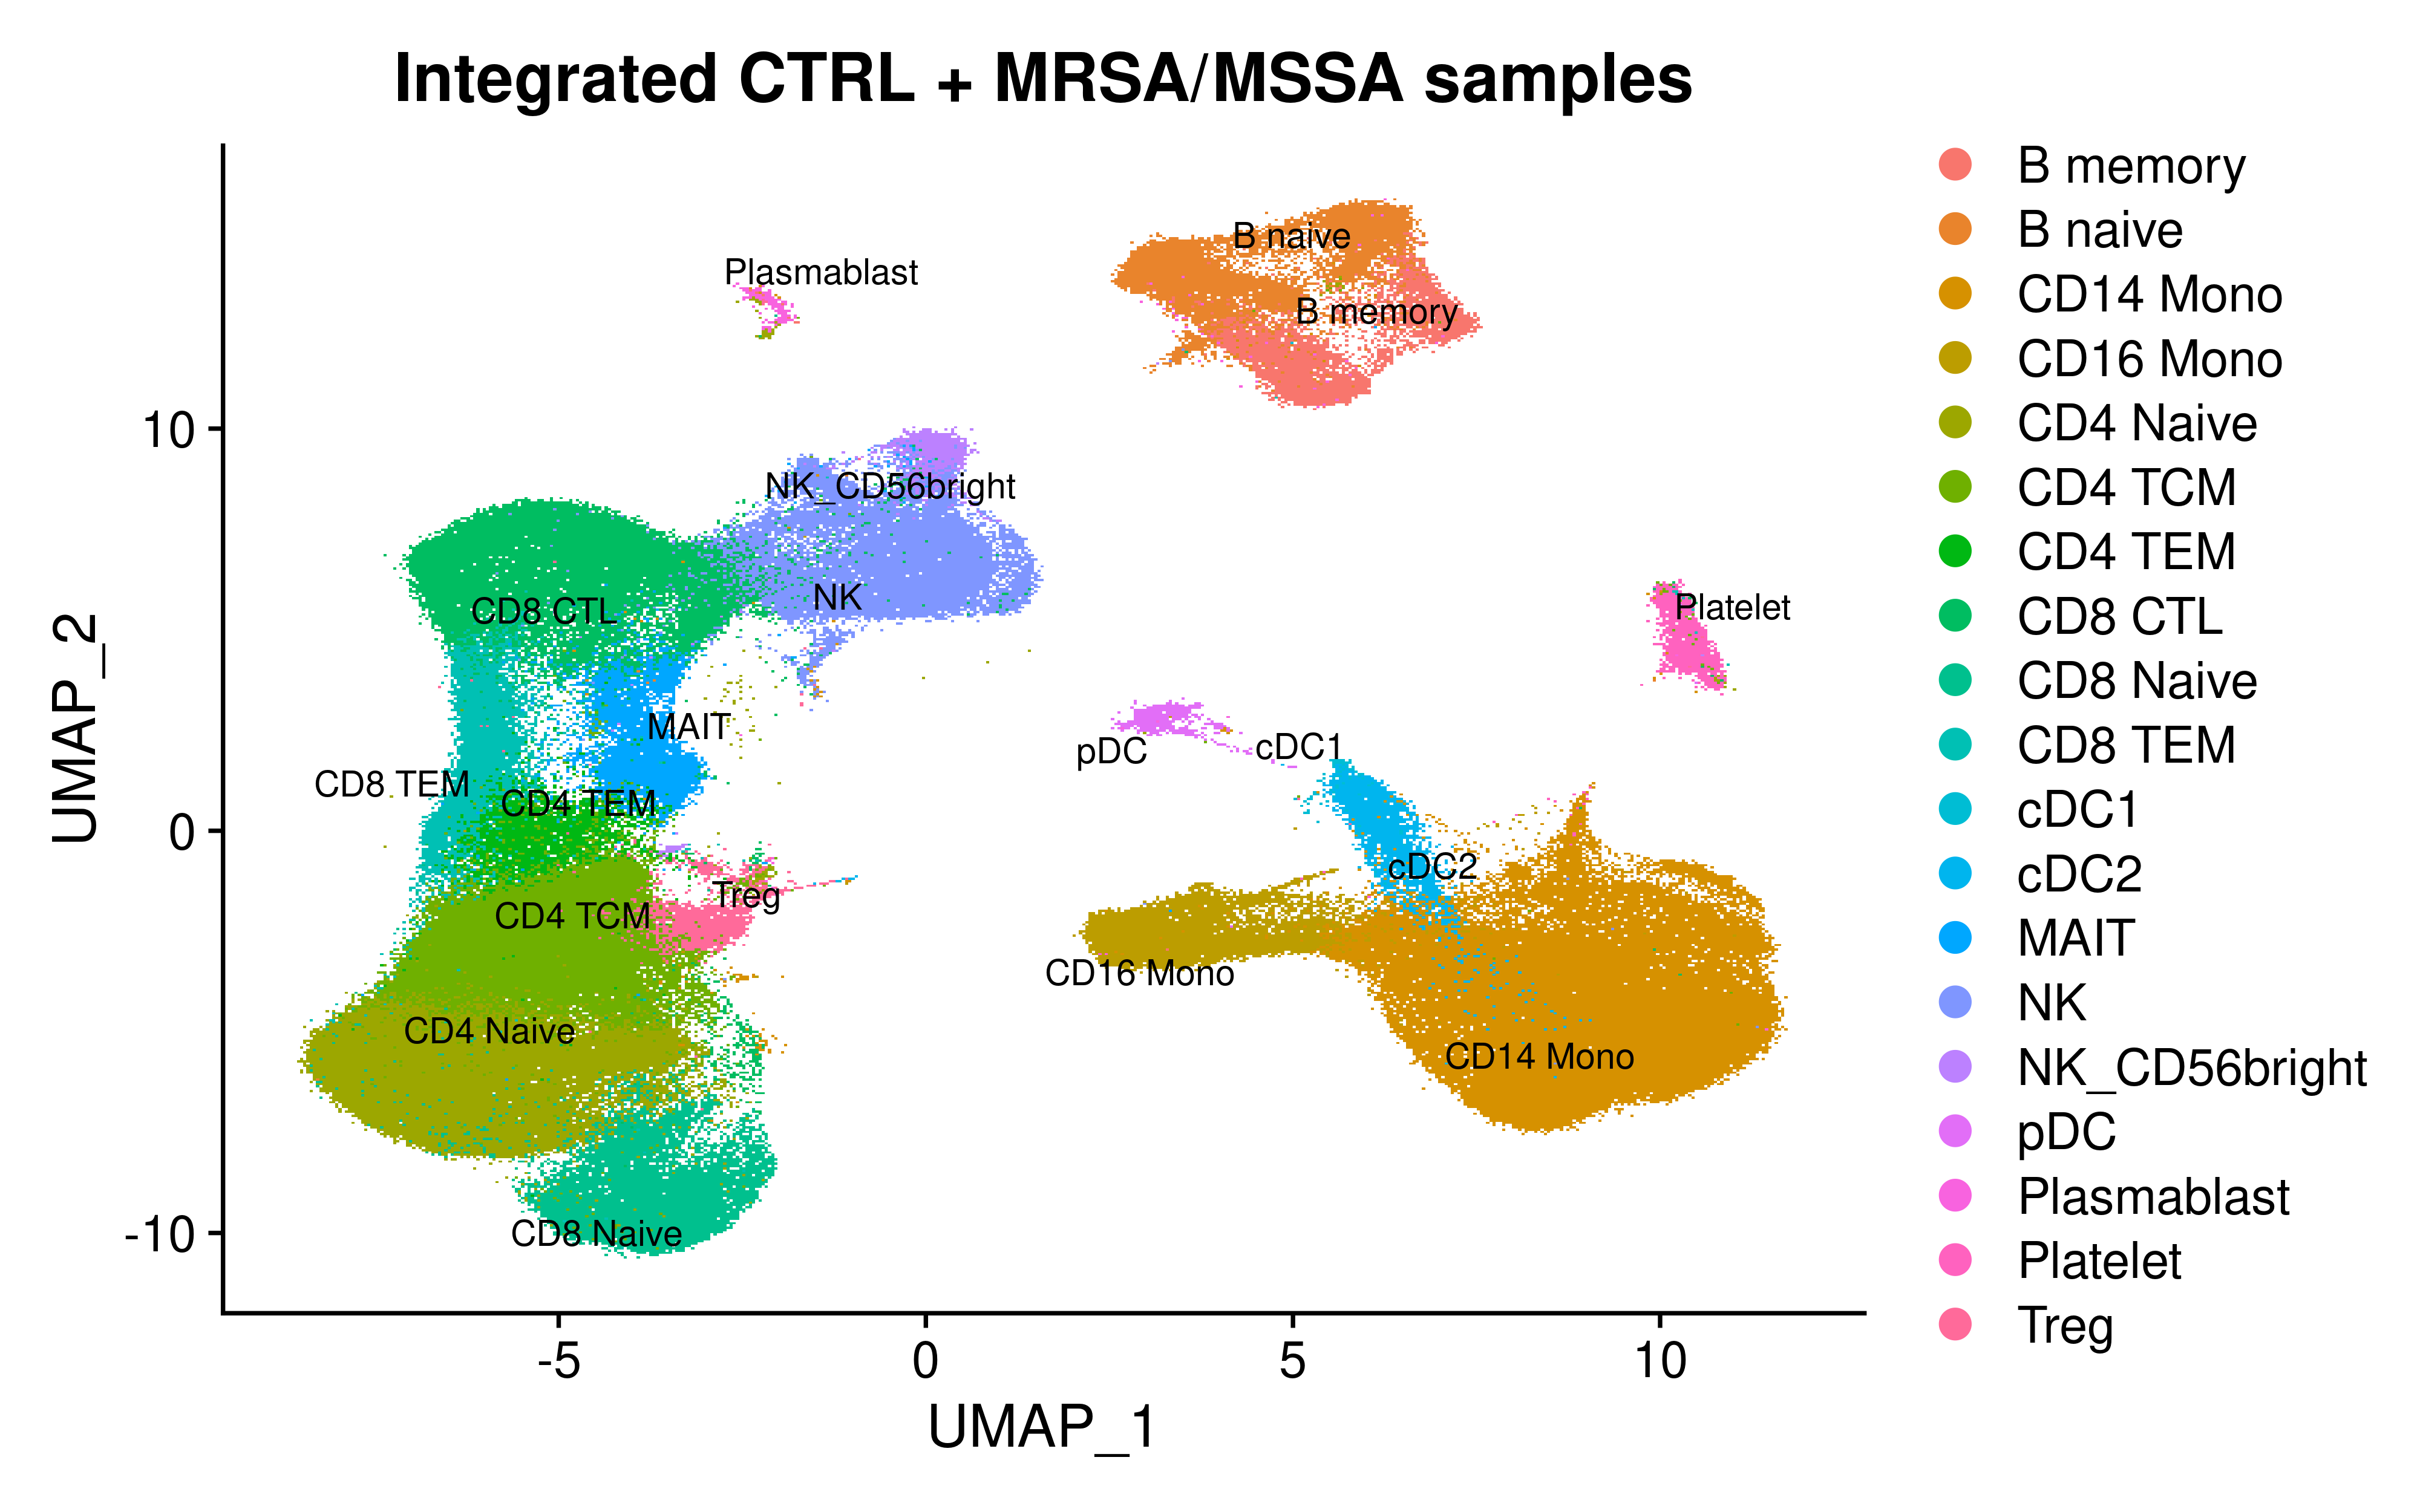 Integrated CTRL + MRSA/MSSA samples
B memory
B naive
CD14 Mono
CD16 Mono
CD4 Naive
CD4 TCM
CD4 TEM
CD8 CTL
CD8 Naive
CD8 TEM
cDC1
cDC2
MAIT
NK
NK_CD56bright
pDC
Plasmablast
Platelet
Treg
B naive
Plasmablast
B memory
NK_CD56bright
NK
Platelet
CD8 CTL
MAIT
cDC1
pDC
CD8 TEM
CD4 TEM
cDC2
Treg
CD4 TCM
CD16 Mono
CD4 Naive
CD14 Mono
CD8 Naive
10
0
-10
UMAP_2
-5 0 5 10
UMAP_1